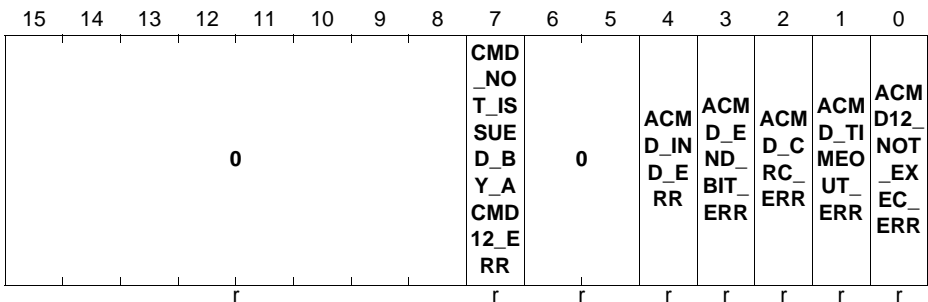 15 14 13 12 11 10 9 8 7 6 5 4 3 2 1 0
0
CMD
_NO
T_IS
SUE
D_B
Y_A
CMD
12_E
RR
0
ACM
D_IN
D_E
RR
ACM
D_E
ND_
BIT_
ERR
ACM
D_C
RC_
ERR
ACM
D_TI
MEO
UT_
ERR
ACM
D12_
NOT
_EX
EC_
ERR
r r r r r r r r